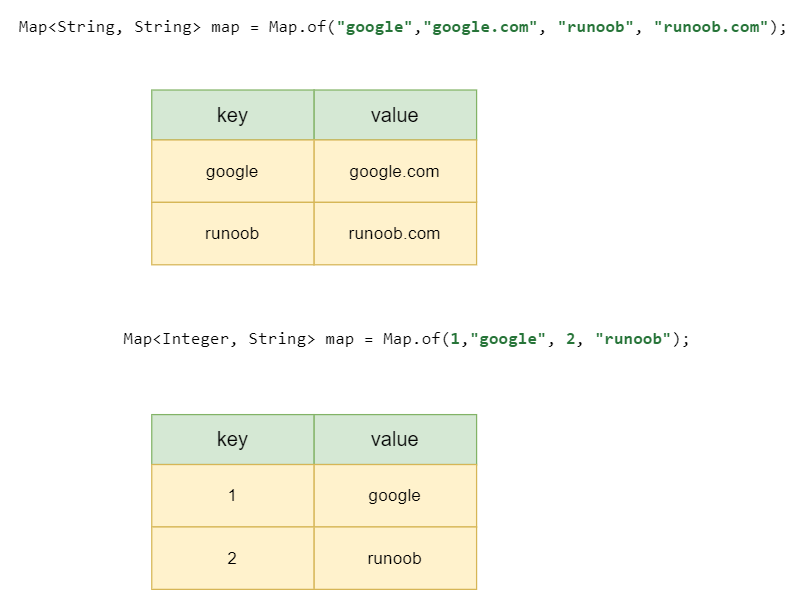 Map<String, String> map = Map.of("google","google.com", "runoob", "runoob.com");
key value
google google.com
runoob runoob.com
Map<Integer, String> map = Map.of(1,"google", 2, "runoob");
key value
1 google
2 runoob